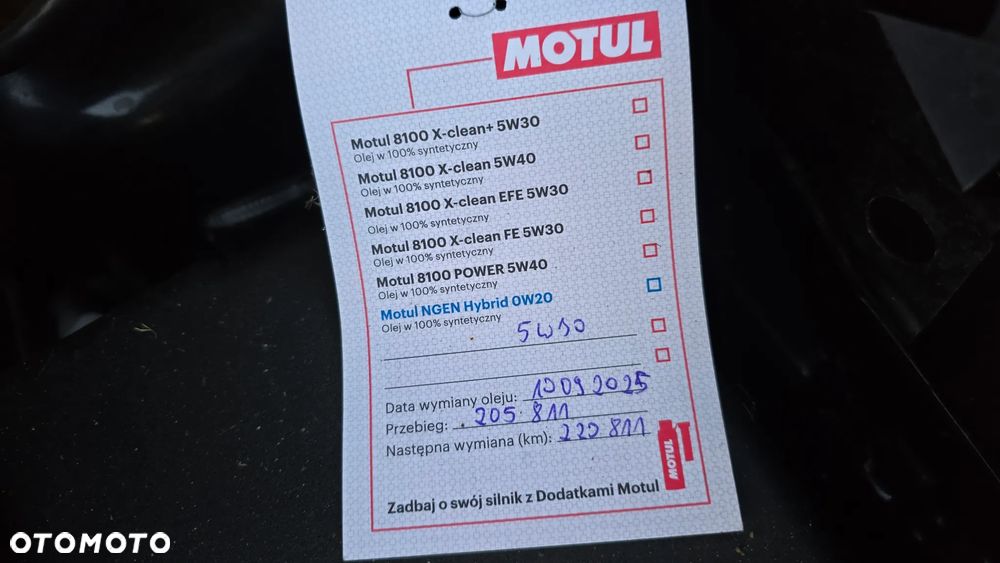 MOTUL
Motul 8100 X-clean+ 5W30
Olej w 100% syntetyczny
Motul 8100 X-clean 5W40
Olej w 100% syntetyczny
Motul 8100 X-clean EFE 5W30
Olej w 100% syntetyczny
Motul 8100 X-clean FE 5W30
Olej w 100% syntetyczny
Motul 8100 POWER 5W40
Olej w 100% syntetyczny
Motul NGEN Hybrid 0W20
Olej w 100% syntetyczny
5W30
Data wymiany oleju: 10 09 2025
Przebieg: 205 811
Następna wymiana (km): 220 811
MOTUL
Zadbaj o swój silnik z Dodatkami Motul
OTOMOTO